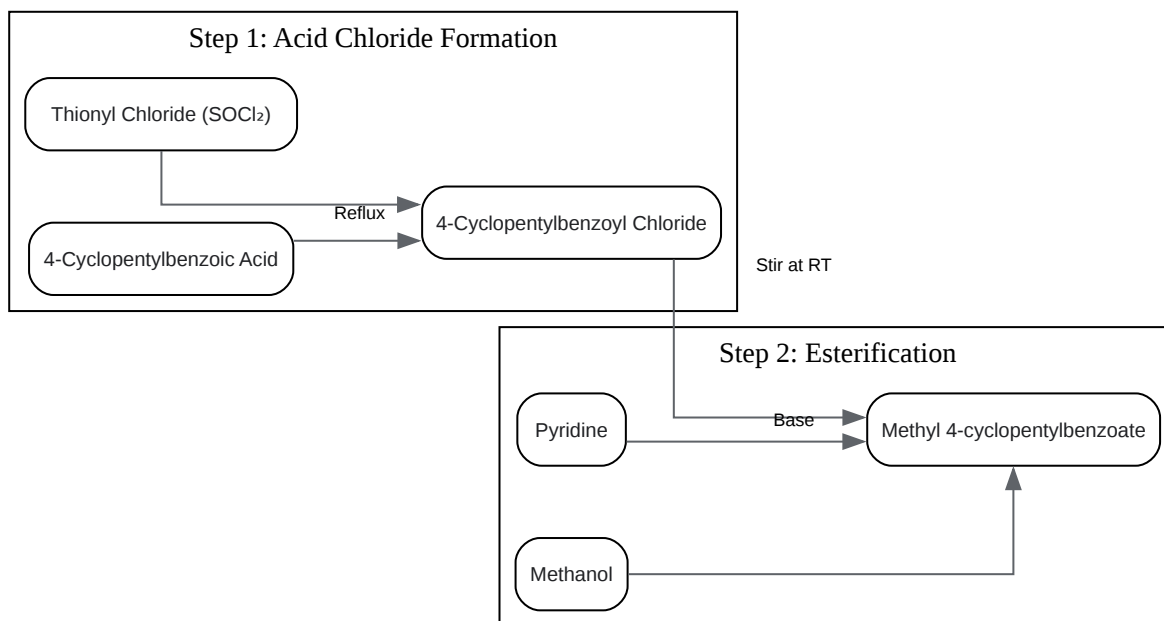 Step 1: Acid Chloride Formation
Thionyl Chloride (SOCl₂)
Reflux
4-Cyclopentylbenzoyl Chloride
4-Cyclopentylbenzoic Acid
Stir at RT
Step 2: Esterification
Pyridine
Base
Methyl 4-cyclopentylbenzoate
Methanol